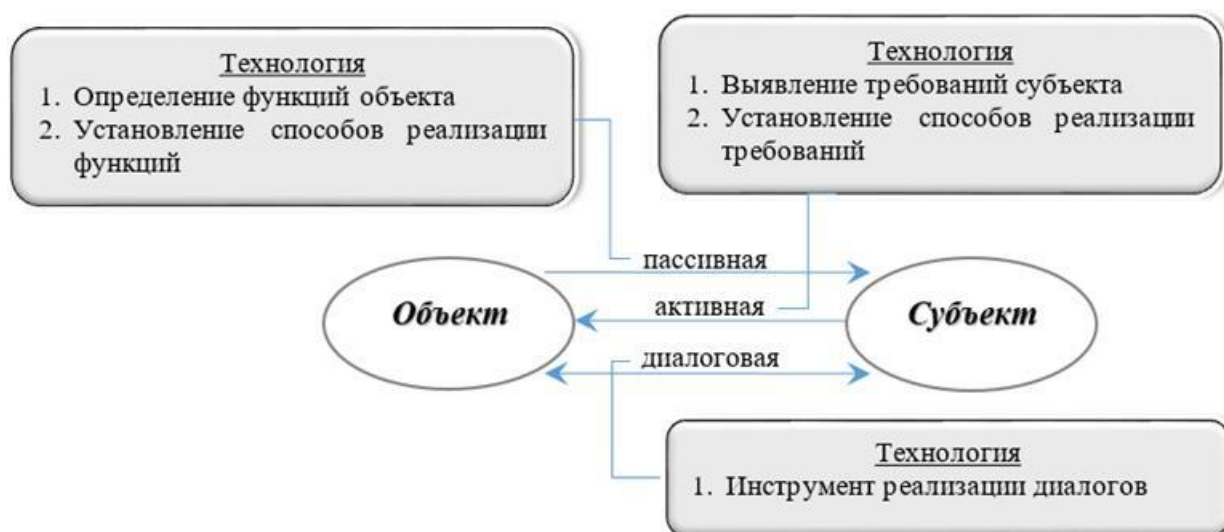 Технология
1. Определение функций объекта
2. Установление способов реализации
функций
Технология
1. Выявление требований субъекта
2. Установление способов реализации
требований
пассивная
Объект
активная
Субъект
диалоговая
Технология
1. Инструмент реализации диалогов